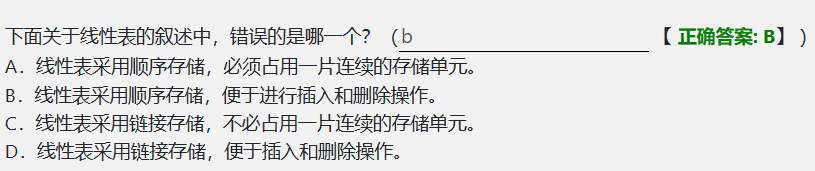 下面关于线性表的叙述中，错误的是哪一个？（b 【 正确答案: B】 ）
A．线性表采用顺序存储，必须占用一片连续的存储单元。
B．线性表采用顺序存储，便于进行插入和删除操作。
C．线性表采用链接存储，不必占用一片连续的存储单元。
D．线性表采用链接存储，便于插入和删除操作。